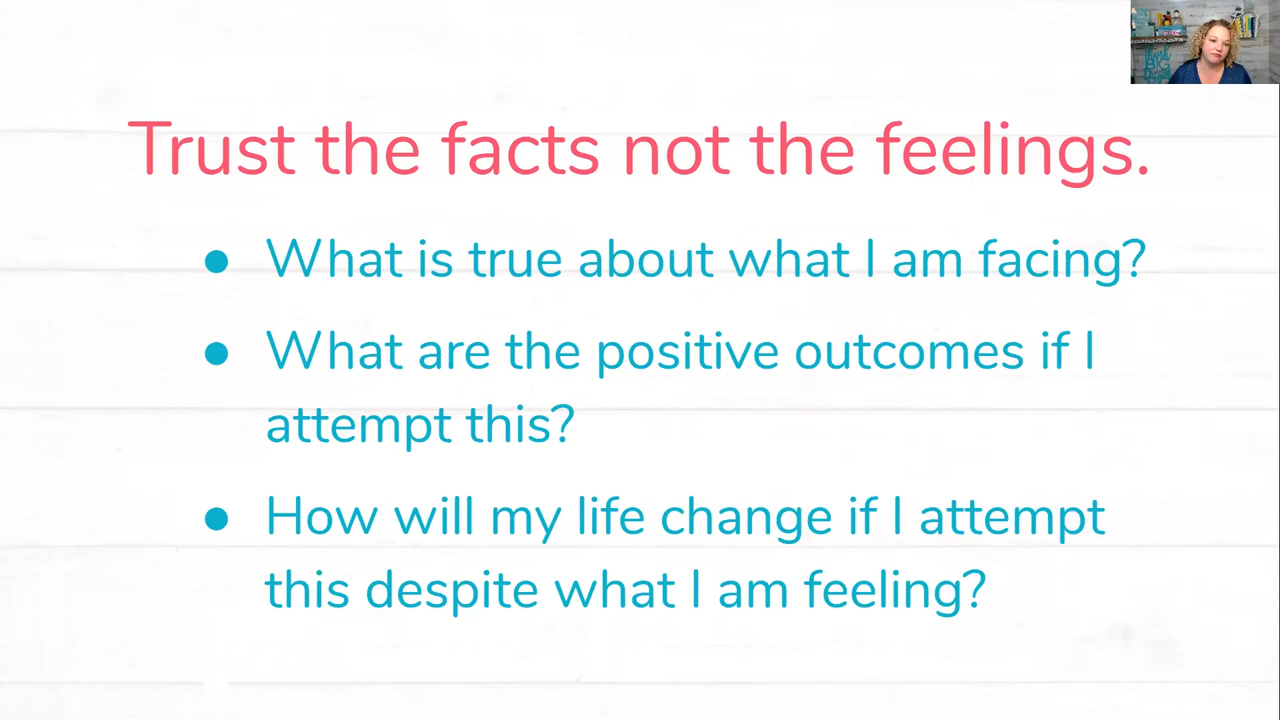 Trust the facts not the feelings.
● What is true about what I am facing?
● What are the positive outcomes if I
attempt this?
● How will my life change if I attempt
this despite what I am feeling?